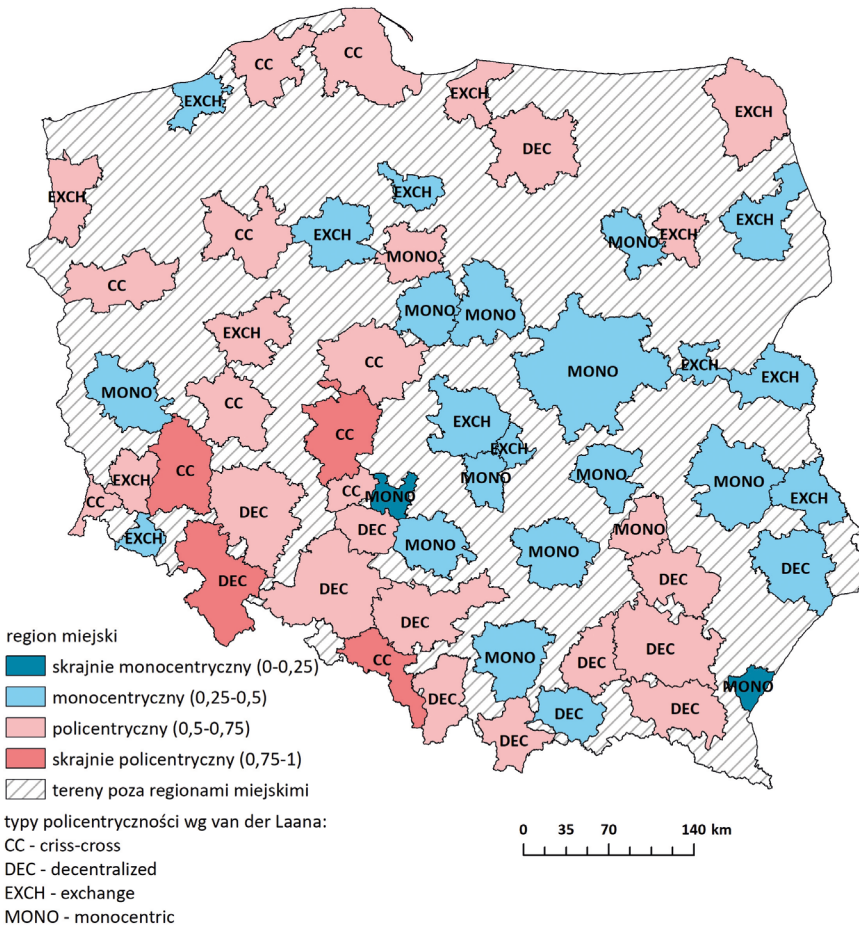 CC
CC
EXCH
EXCH
EXCH
DEC
EXCH
EXCH
EXCH
CC
EXCH
MONO
EXCH
MONO
MONO
CC
MONO
MONO
EXCH
CC
MONO
EXCH
EXCH
MONO
CC
EXCH
CC
EXCH
CC
EXCH
MONO
MONO
MONO
EXCH
CC
CC
MONO
EXCH
DEC
DEC
MONO
EXCH
MONO
MONO
DEC
DEC
DEC
DEC
DEC
MONO
DEC
DEC
CC
MONO
DEC
DEC
DEC
DEC
region miejski
skrajnie monocentryczny (0-0,25)
monocentryczny (0,25-0,5)
policentryczny (0,5-0,75)
skrajnie policentryczny (0,75-1)
tereny poza regionami miejskimi
typy policentryczności wg van der Laana:
CC - criss-cross
DEC - decentralized
EXCH - exchange
MONO - monocentric
0 35 70 140 km